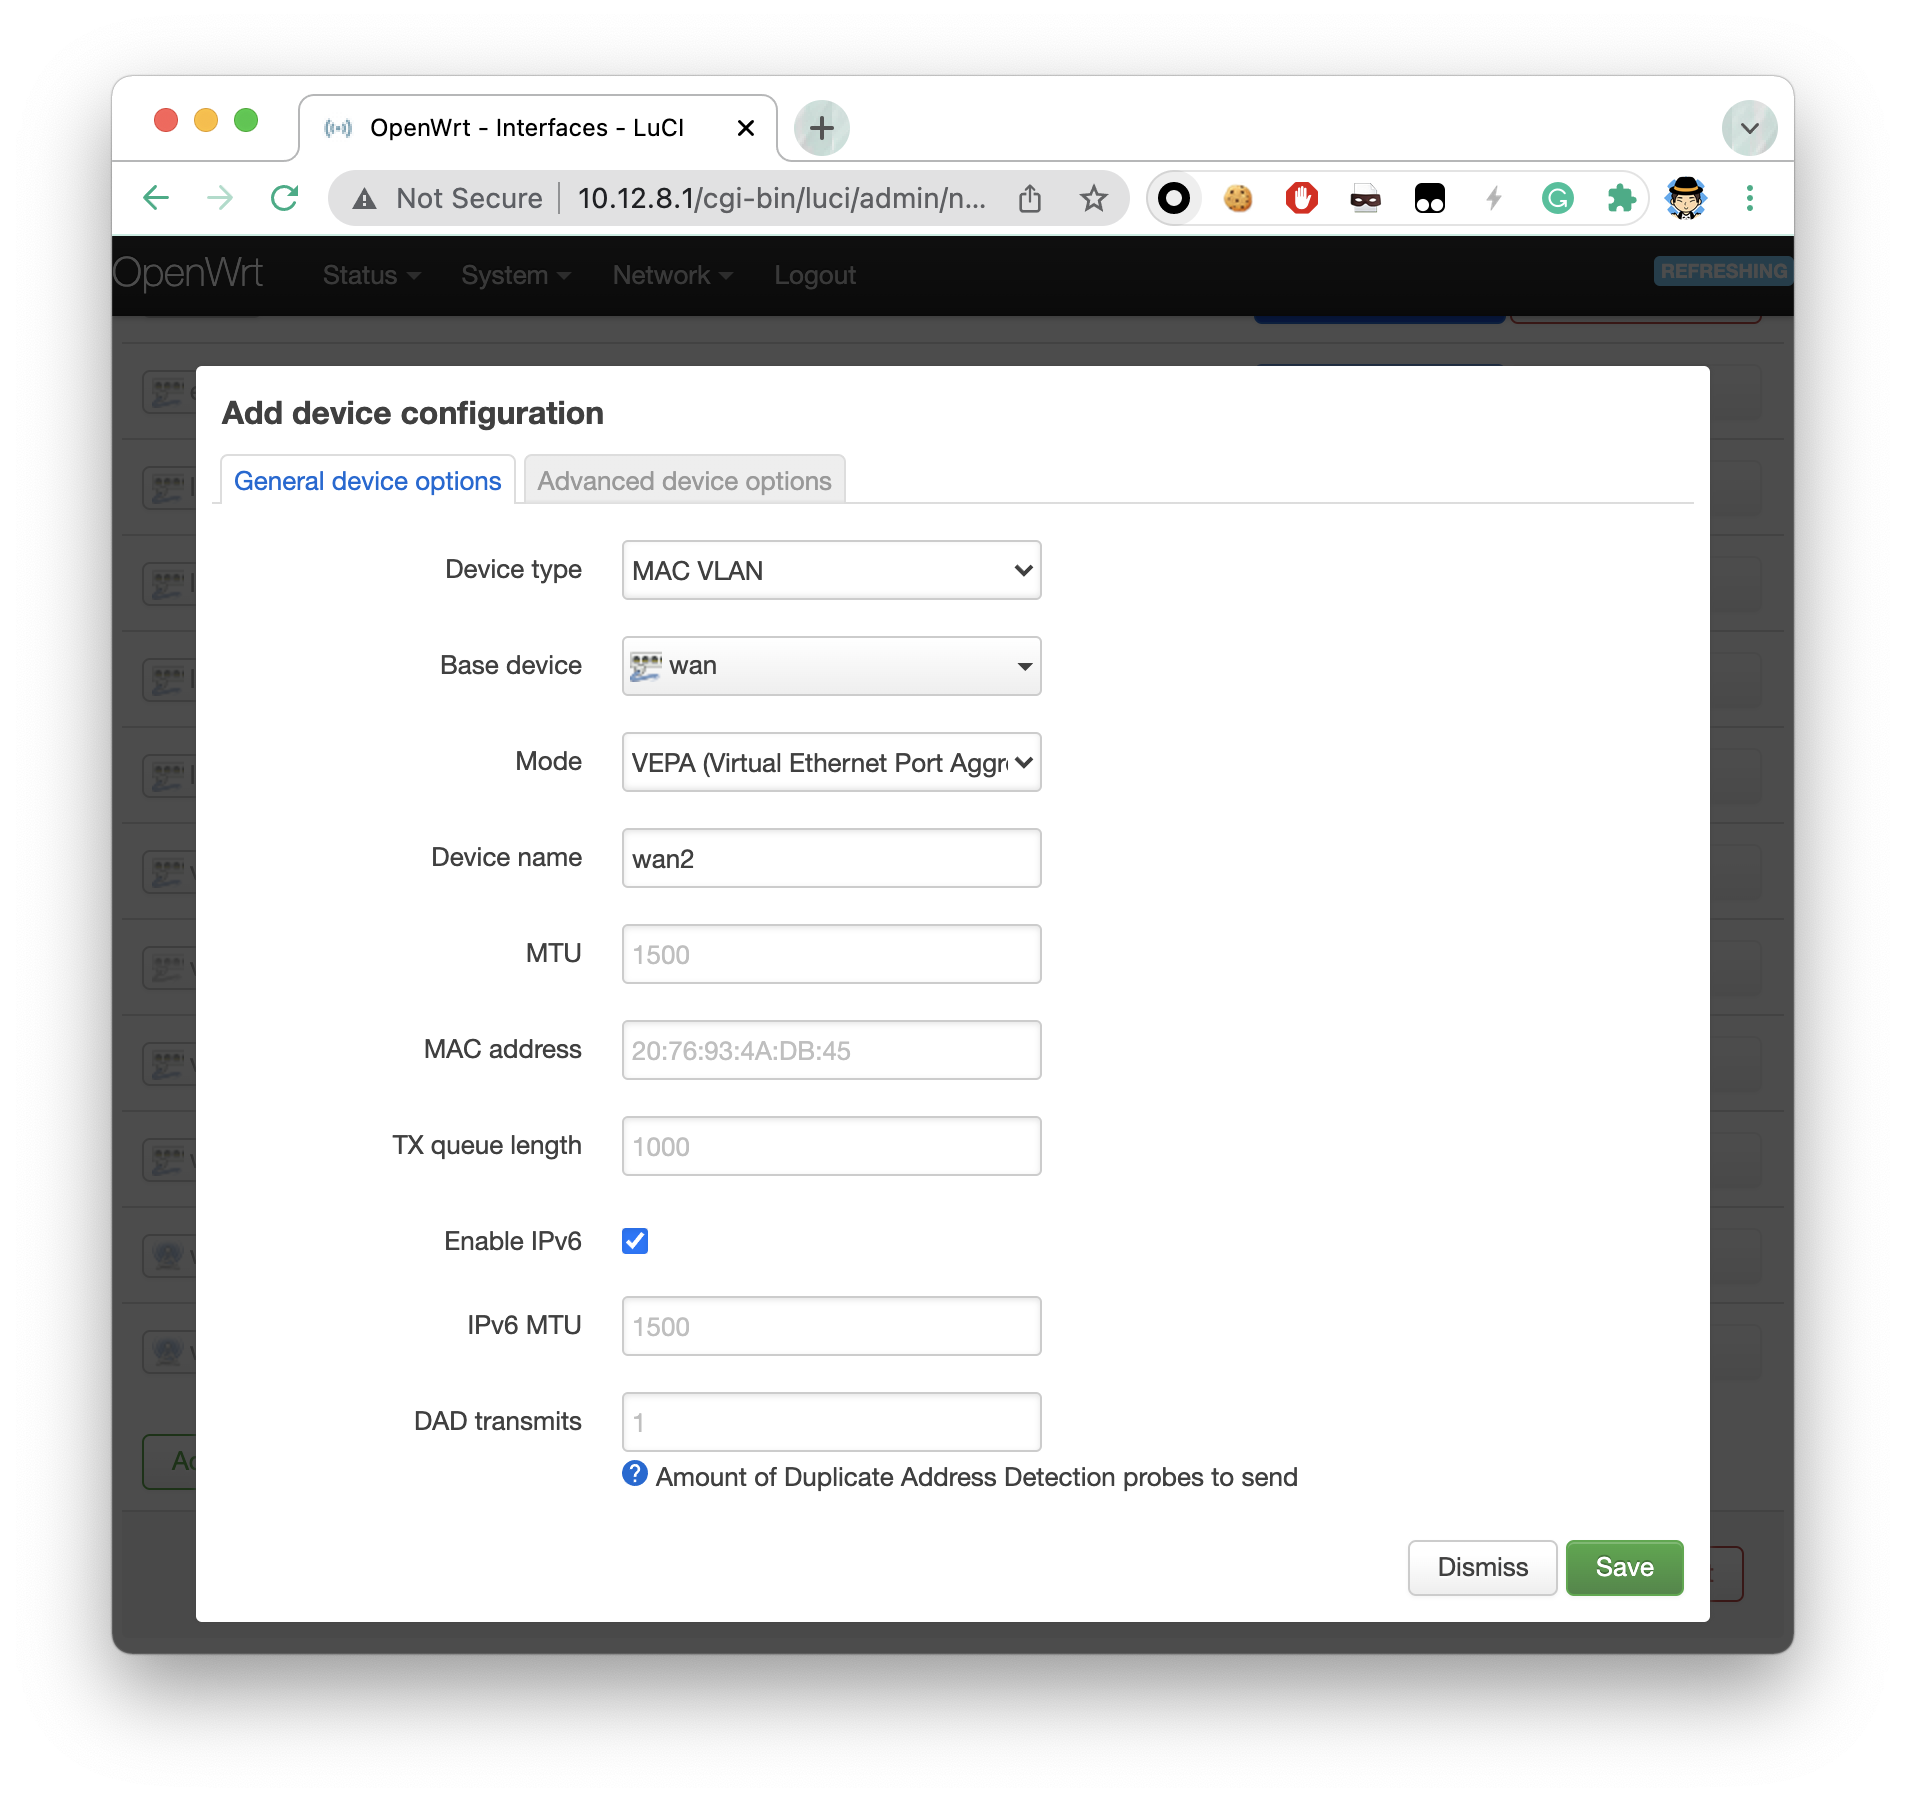 OpenWrt - Interfaces - LuCI
Not Secure 10.12.8.1/cgi-bin/luci/admin/n...
OpenWrt Status System Network Logout REFRESHING
Add device configuration
General device options Advanced device options
Device type MAC VLAN
Base device wan
Mode VEPA (Virtual Ethernet Port Aggr
Device name wan2
MTU 1500
MAC address 20:76:93:4A:DB:45
TX queue length 1000
Enable IPv6
IPv6 MTU 1500
DAD transmits 1
? Amount of Duplicate Address Detection probes to send
Dismiss Save